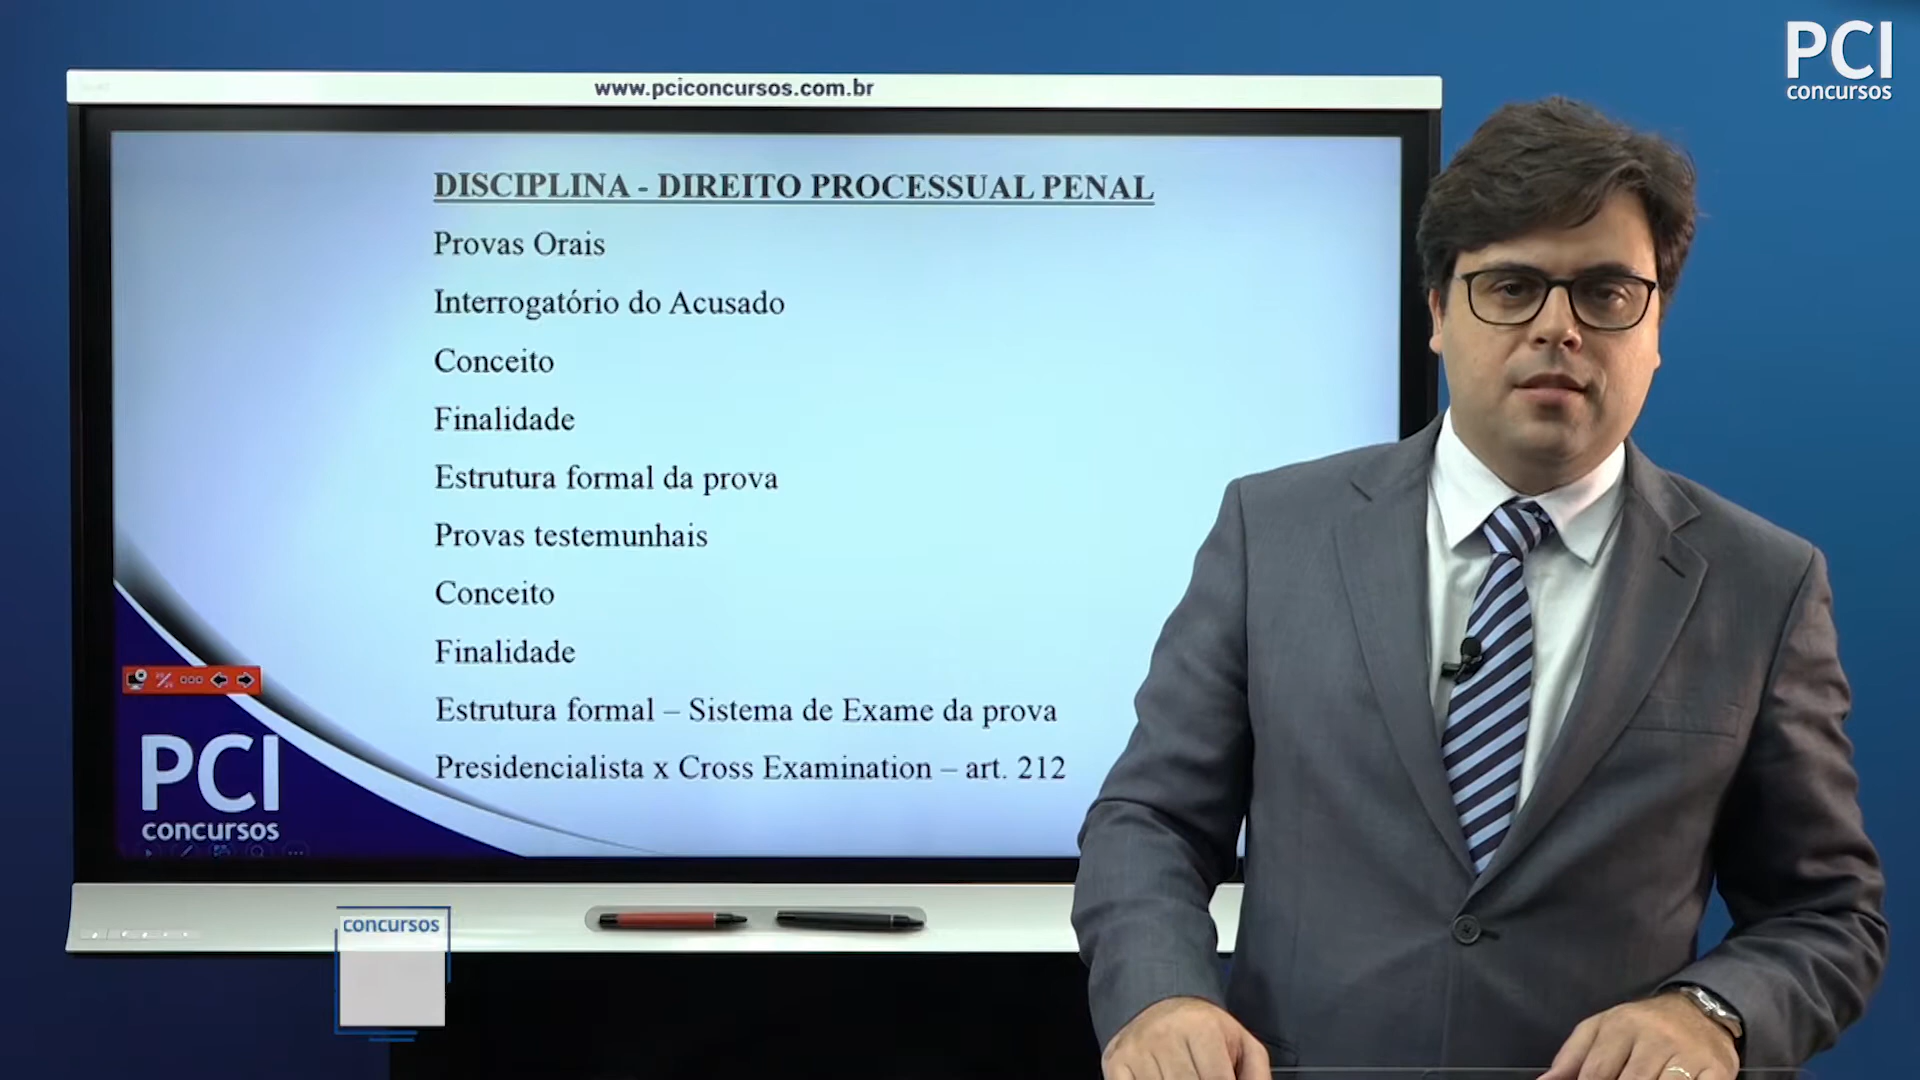 PCI
concursos
www.pciconcursos.com.br
DISCIPLINA - DIREITO PROCESSUAL PENAL
Provas Orais
Interrogatório do Acusado
Conceito
Finalidade
Estrutura formal da prova
Provas testemunhais
Conceito
Finalidade
Estrutura formal – Sistema de Exame da prova
Presidencialista x Cross Examination – art. 212
PCI
concursos
concursos